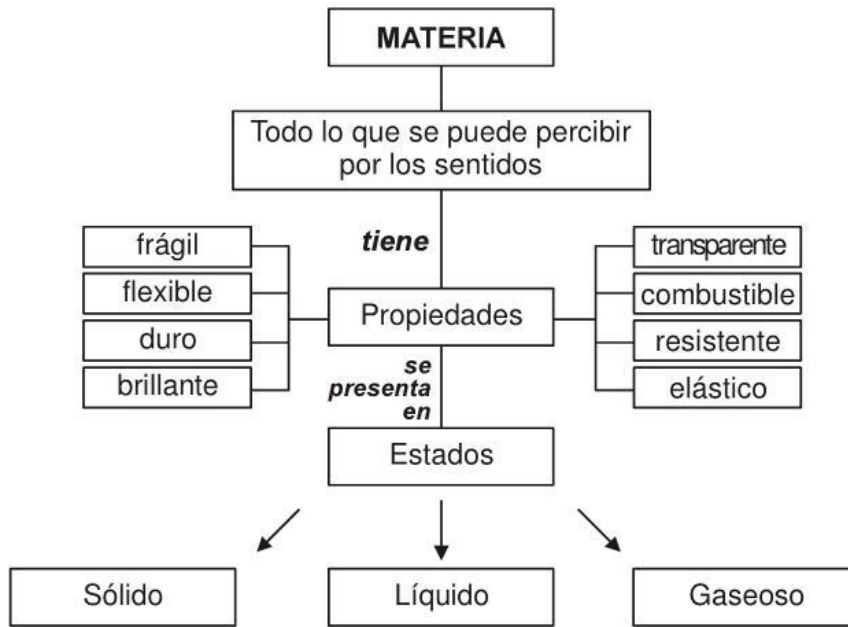 MATERIA
Todo lo que se puede percibir
por los sentidos
tiene
frágil
flexible
duro
brillante
Propiedades
transparente
combustible
resistente
elástico
se
presenta
en
Estados
Sólido
Líquido
Gaseoso